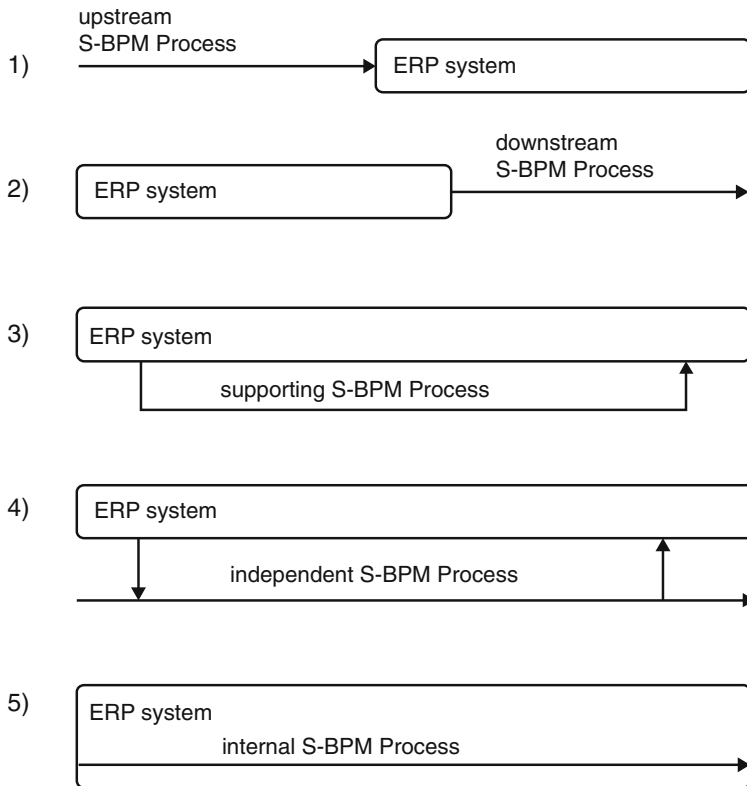 upstream
S-BPM Process
1)
ERP system
downstream
S-BPM Process
2)
ERP system
3)
ERP system
supporting S-BPM Process
4)
ERP system
independent S-BPM Process
5)
ERP system
internal S-BPM Process